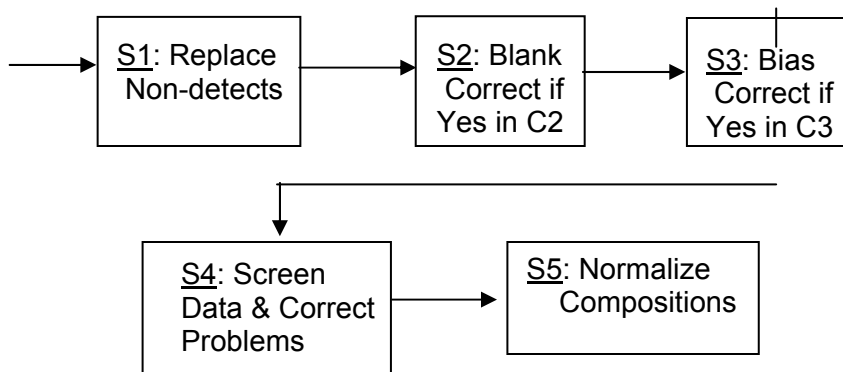 S1: Replace
Non-detects
S2: Blank
Correct if
Yes in C2
S3: Bias
Correct if
Yes in C3
S4: Screen
Data & Correct
Problems
S5: Normalize
Compositions